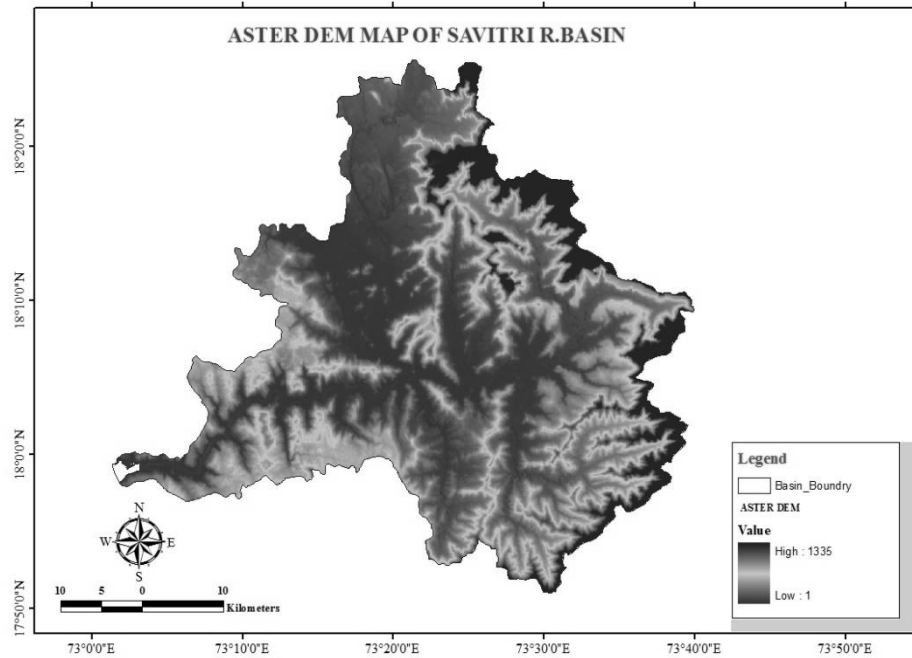 ASTER DEM MAP OF SAVITRI R.BASIN
18°20'0"N
18°10'0"N
18°0'0"N
17°50'0"N
N
W E
S
10 5 0 10
Kilometers
Legend
Basin_Boundry
ASTER DEM
Value
High : 1335
Low : 1
73°0'0"E 73°10'0"E 73°20'0"E 73°30'0"E 73°40'0"E 73°50'0"E